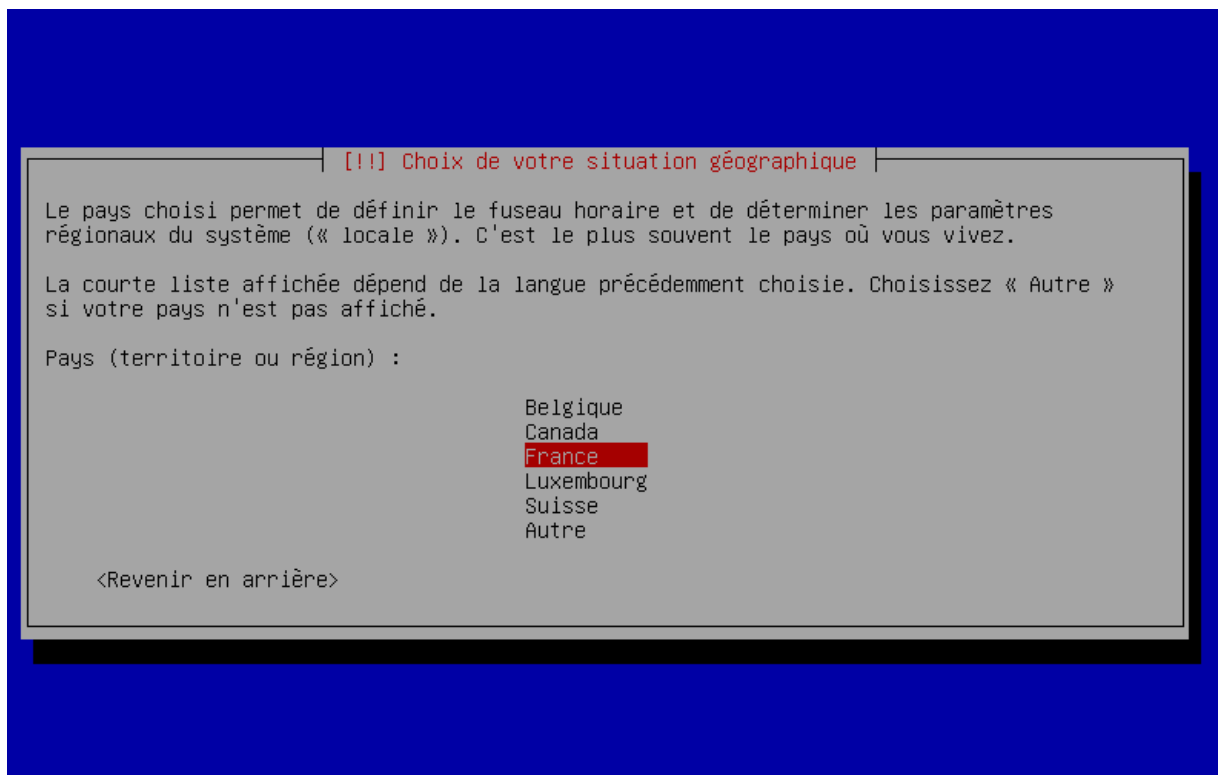 [!!] Choix de votre situation géographique
Le pays choisi permet de définir le fuseau horaire et de déterminer les paramètres
régionaux du système (« locale »). C'est le plus souvent le pays où vous vivez.
La courte liste affichée dépend de la langue précédemment choisie. Choisissez « Autre »
si votre pays n'est pas affiché.
Pays (territoire ou région) :
Belgique
Canada
France
Luxembourg
Suisse
Autre
<Revenir en arrière>